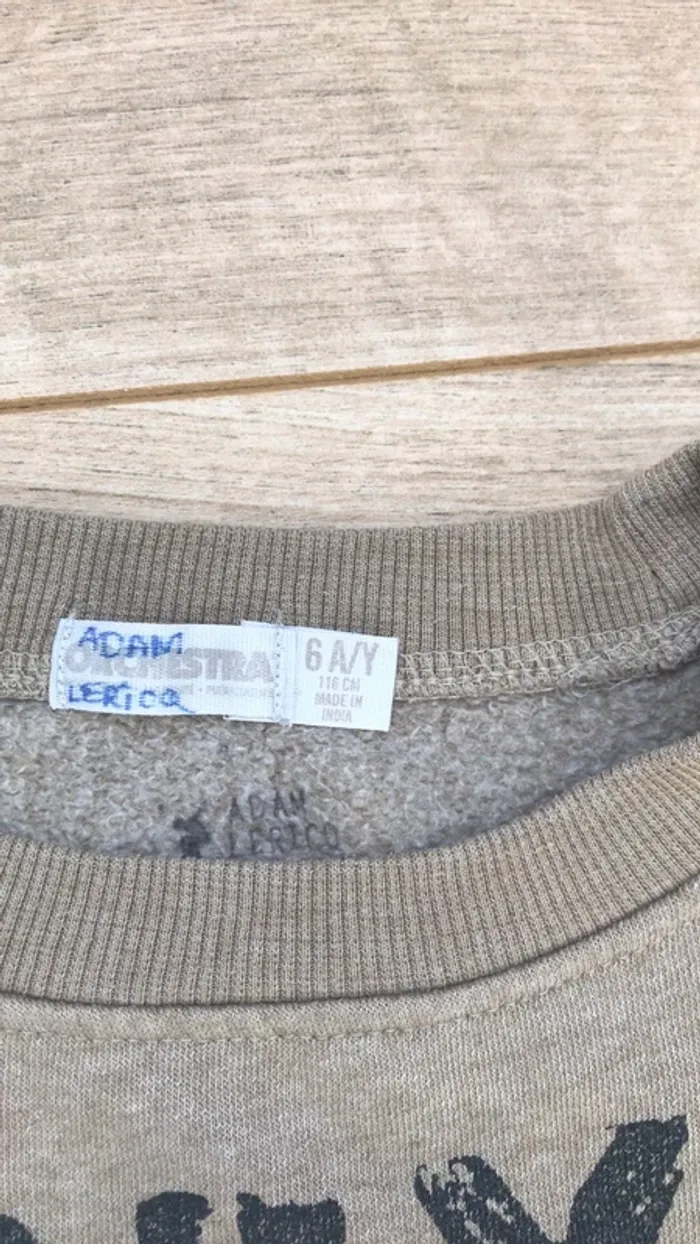 ADAM
ORCHESTRA
LERICQ
6 A/Y
116 CM
MADE IN
INDIA
ADAM
LERICQ